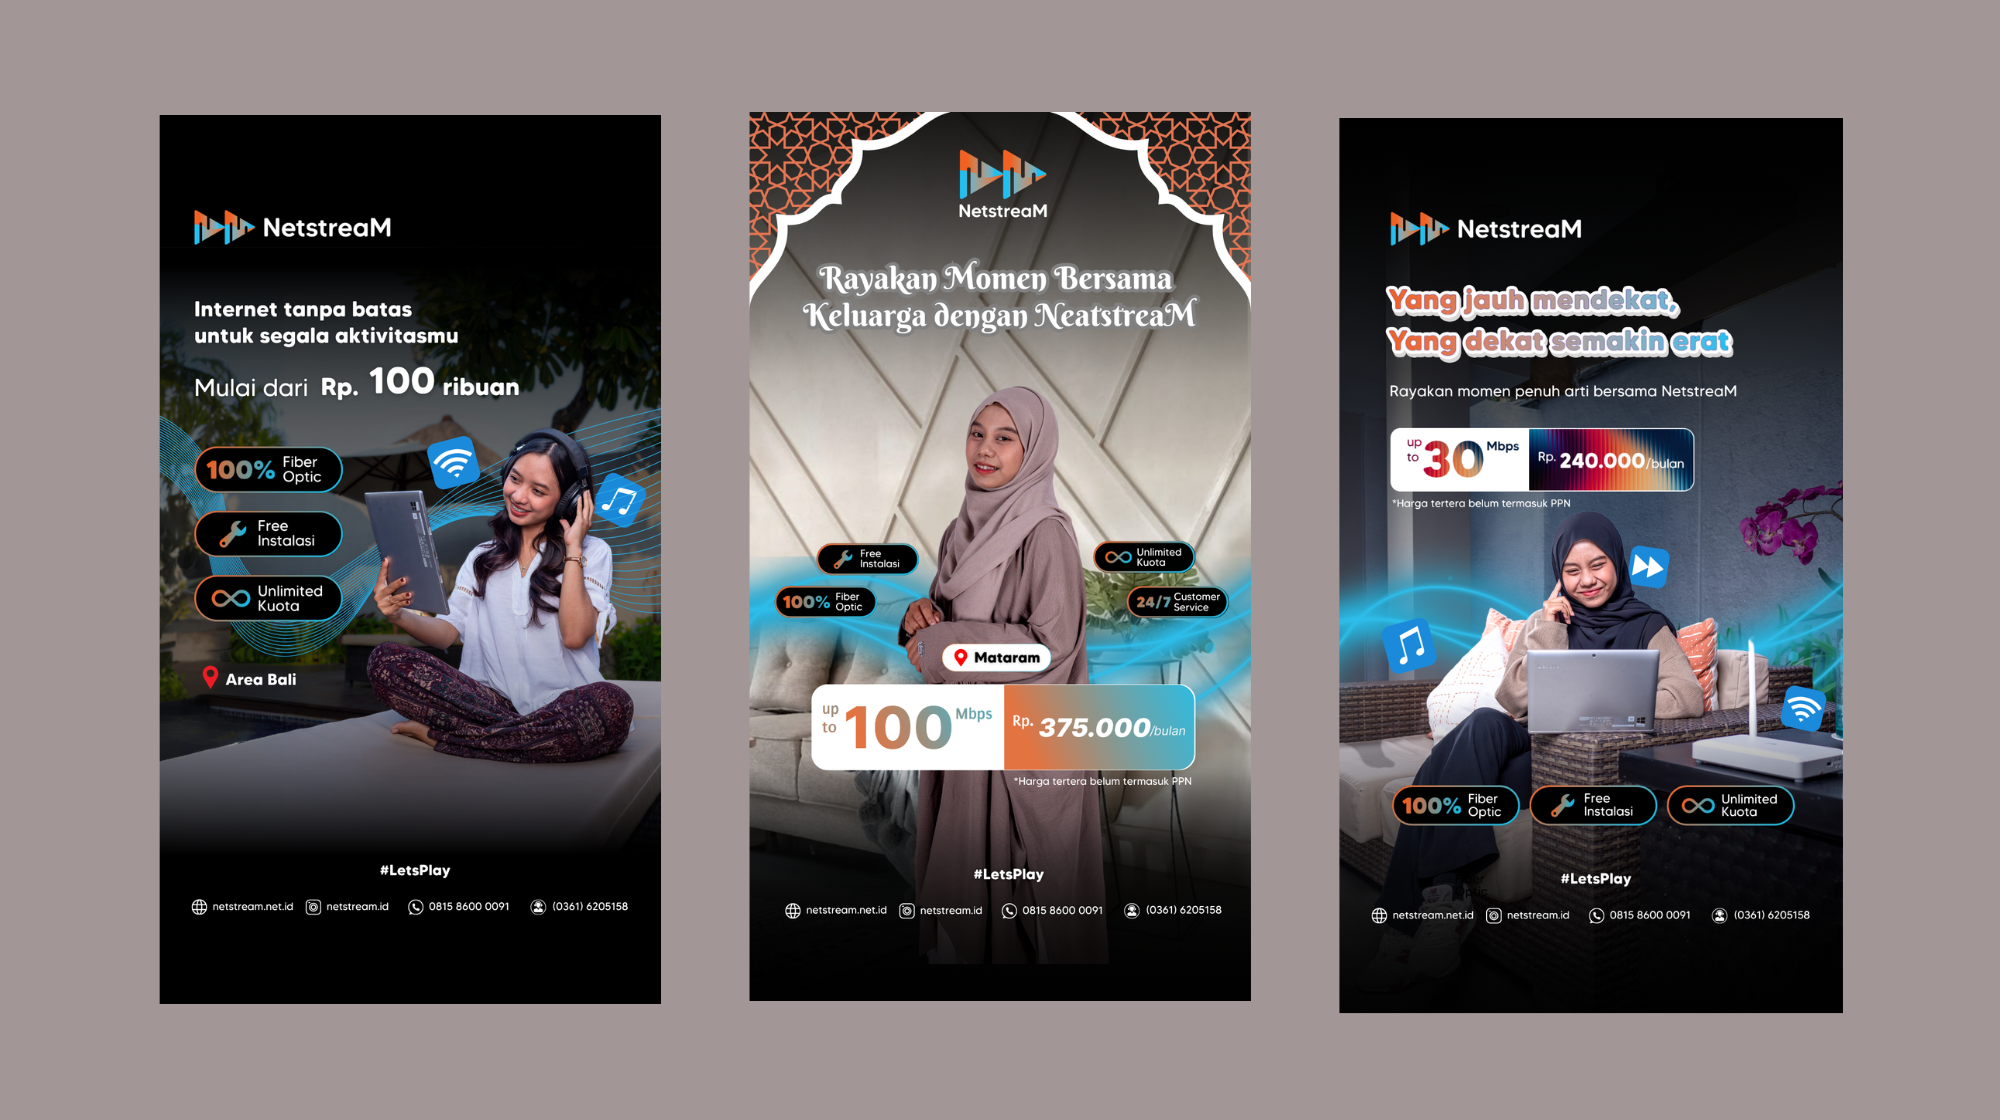 NetstreaM
Internet tanpa batas
untuk segala aktivitasmu
Mulai dari Rp. 100 ribuan
100% Fiber
Optic
Free
Instalasi
Unlimited
Kuota
Area Bali
#LetsPlay
netstream.net.id netstream.id 0815 8600 0091 (0361) 6205158
NetstreaM
Rayakan Momen Bersama
Keluarga dengan NeatstreaM
Free
Instalasi
Unlimited
Kuota
100% Fiber
Optic
24/7 Customer
Service
Mataram
up
to 100 Mbps
Rp. 375.000/bulan
*Harga tertera belum termasuk PPN
#LetsPlay
netstream.net.id netstream.id 0815 8600 0091 (0361) 6205158
NetstreaM
Yang jauh mendekat,
Yang dekat semakin erat
Rayakan momen penuh arti bersama NetstreaM
up
to 30 Mbps
Rp. 240.000/bulan
*Harga tertera belum termasuk PPN
100% Fiber
Optic
Free
Instalasi
Unlimited
Kuota
#LetsPlay
netstream.net.id netstream.id 0815 8600 0091 (0361) 6205158